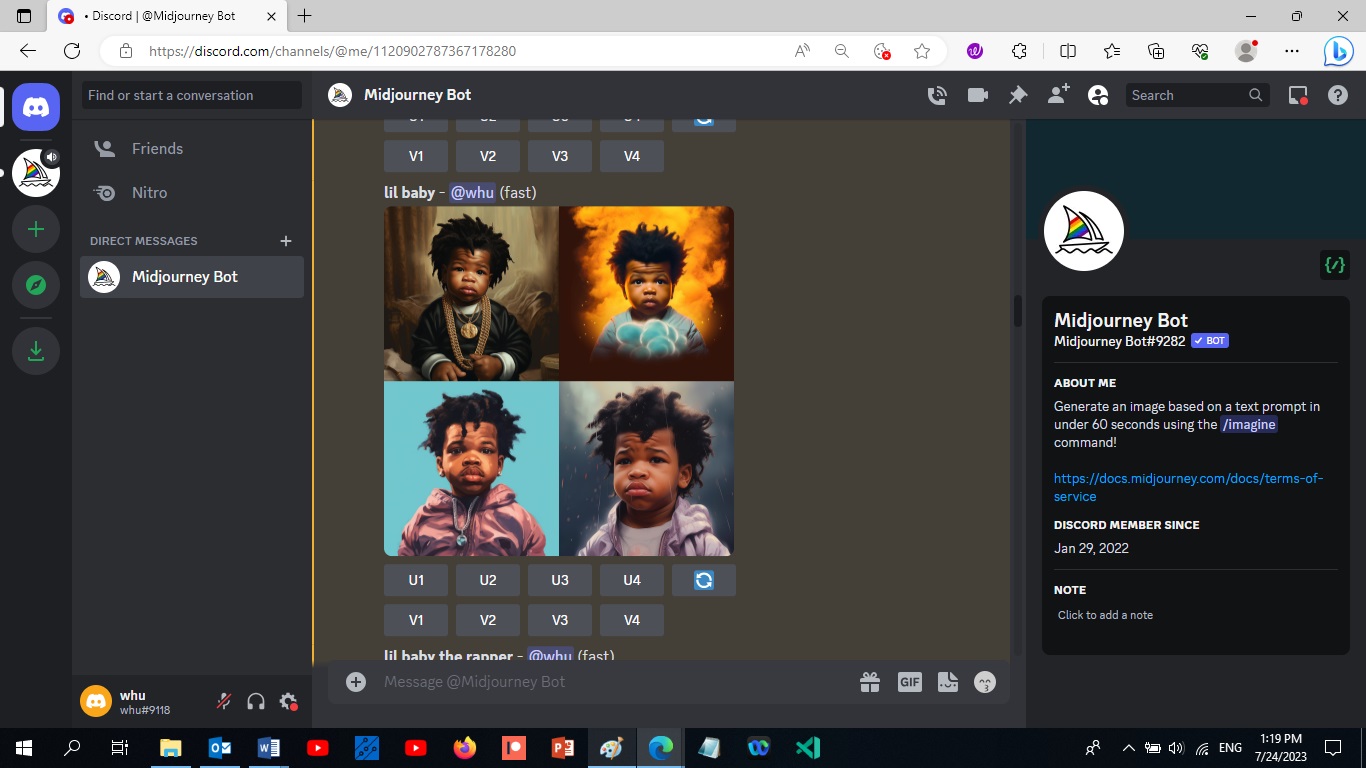 • Discord | @Midjourney Bot
https://discord.com/channels/@me/1120902787367178280
Find or start a conversation
Midjourney Bot
Search
Friends
Nitro
DIRECT MESSAGES
Midjourney Bot
whu
whu#9118
U1 U2 U3 U4
V1 V2 V3 V4
lil baby - @whu (fast)
U1 U2 U3 U4
V1 V2 V3 V4
lil baby the rapper - @whu (fast)
Message @Midjourney Bot
GIF
Midjourney Bot
Midjourney Bot#9282 BOT
ABOUT ME
Generate an image based on a text prompt in
under 60 seconds using the /imagine
command!
https://docs.midjourney.com/docs/terms-of-
service
DISCORD MEMBER SINCE
Jan 29, 2022
NOTE
Click to add a note
ENG
1:19 PM
7/24/2023